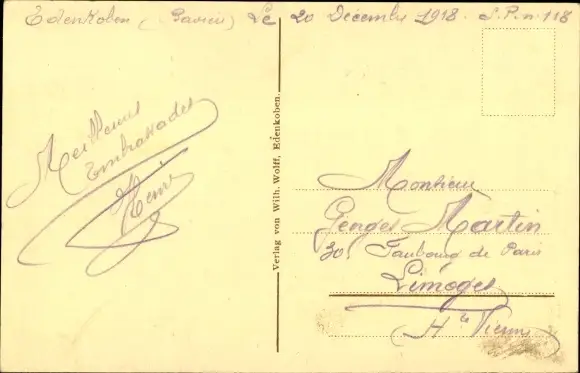 Edenkoben (Bavière) Le 20 Décembre 1918. S.P. n. 118
Meilleures
Embrassades
Henri
Verlag von Wilh. Wolff, Edenkoben.
Monsieur
Georges Martin
30, Faubourg de Paris
Limoges
(Hte Vienne)